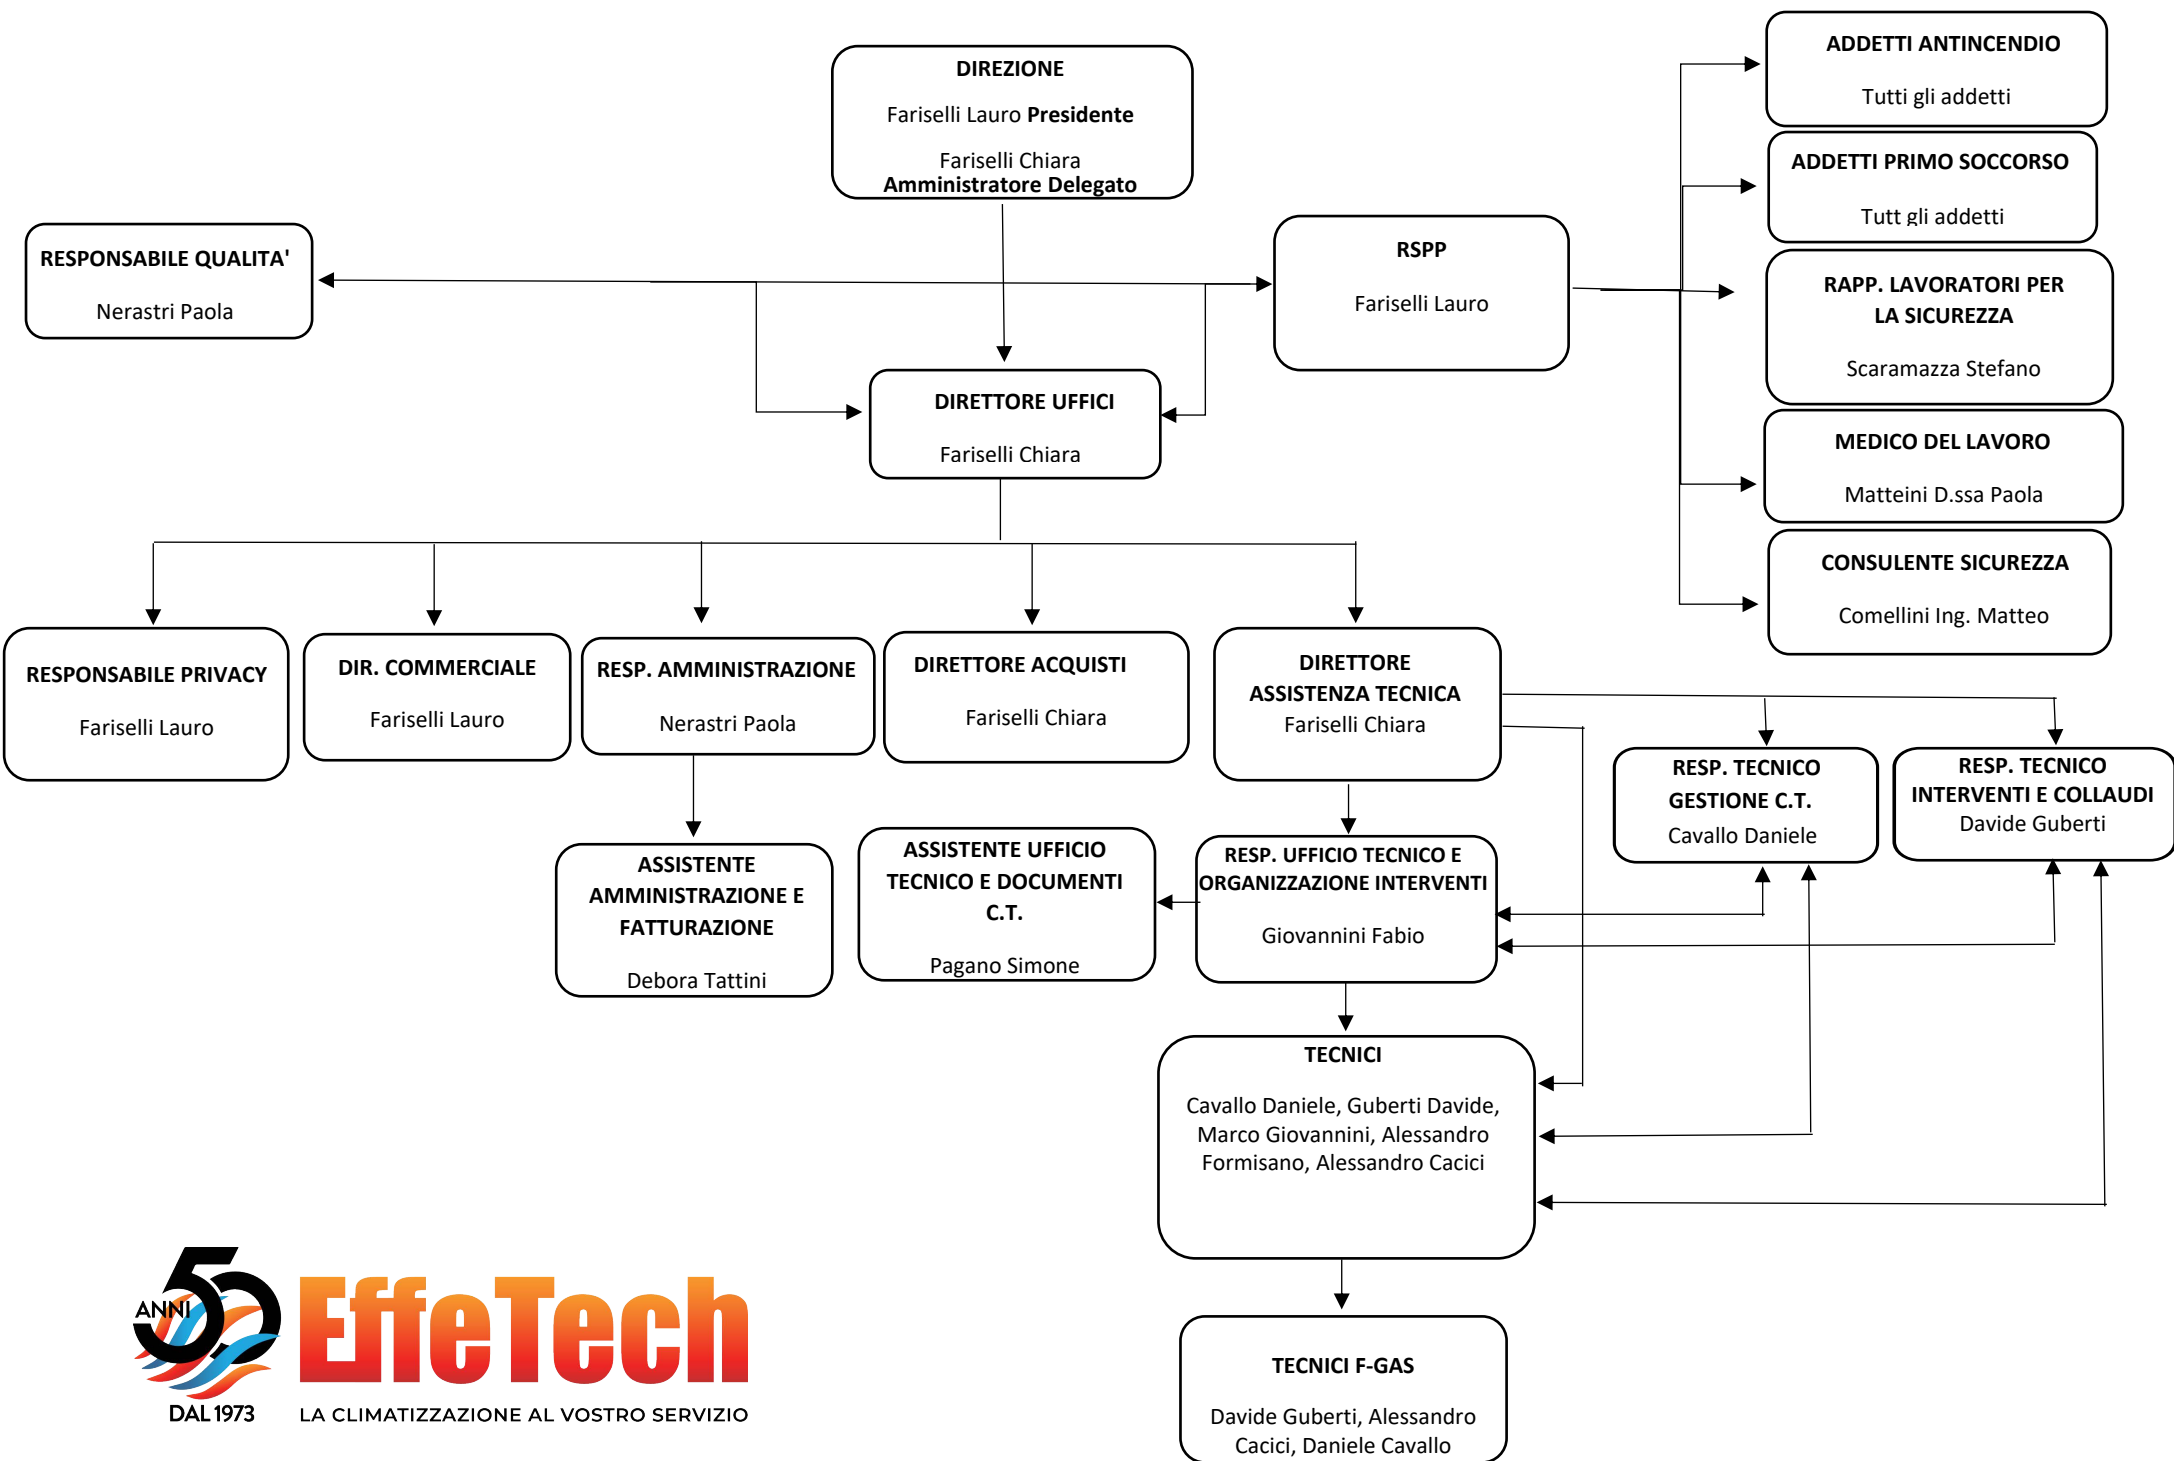 DIREZIONE
Fariselli Lauro Presidente
Fariselli Chiara
Amministratore Delegato
ADDETTI ANTINCENDIO
Tutti gli addetti
ADDETTI PRIMO SOCCORSO
Tutt gli addetti
RESPONSABILE QUALITA'
Nerastri Paola
RSPP
Fariselli Lauro
RAPP. LAVORATORI PER
LA SICUREZZA
Scaramazza Stefano
DIRETTORE UFFICI
Fariselli Chiara
MEDICO DEL LAVORO
Matteini D.ssa Paola
CONSULENTE SICUREZZA
Comellini Ing. Matteo
RESPONSABILE PRIVACY
Fariselli Lauro
DIR. COMMERCIALE
Fariselli Lauro
RESP. AMMINISTRAZIONE
Nerastri Paola
DIRETTORE ACQUISTI
Fariselli Chiara
DIRETTORE
ASSISTENZA TECNICA
Fariselli Chiara
RESP. TECNICO
GESTIONE C.T.
Cavallo Daniele
RESP. TECNICO
INTERVENTI E COLLAUDI
Davide Guberti
ASSISTENTE
AMMINISTRAZIONE E
FATTURAZIONE
Debora Tattini
ASSISTENTE UFFICIO
TECNICO E DOCUMENTI
C.T.
Pagano Simone
RESP. UFFICIO TECNICO E
ORGANIZZAZIONE INTERVENTI
Giovannini Fabio
TECNICI
Cavallo Daniele, Guberti Davide,
Marco Giovannini, Alessandro
Formisano, Alessandro Cacici
TECNICI F-GAS
Davide Guberti, Alessandro
Cacici, Daniele Cavallo
50
ANNI
DAL 1973
EffeTech
LA CLIMATIZZAZIONE AL VOSTRO SERVIZIO